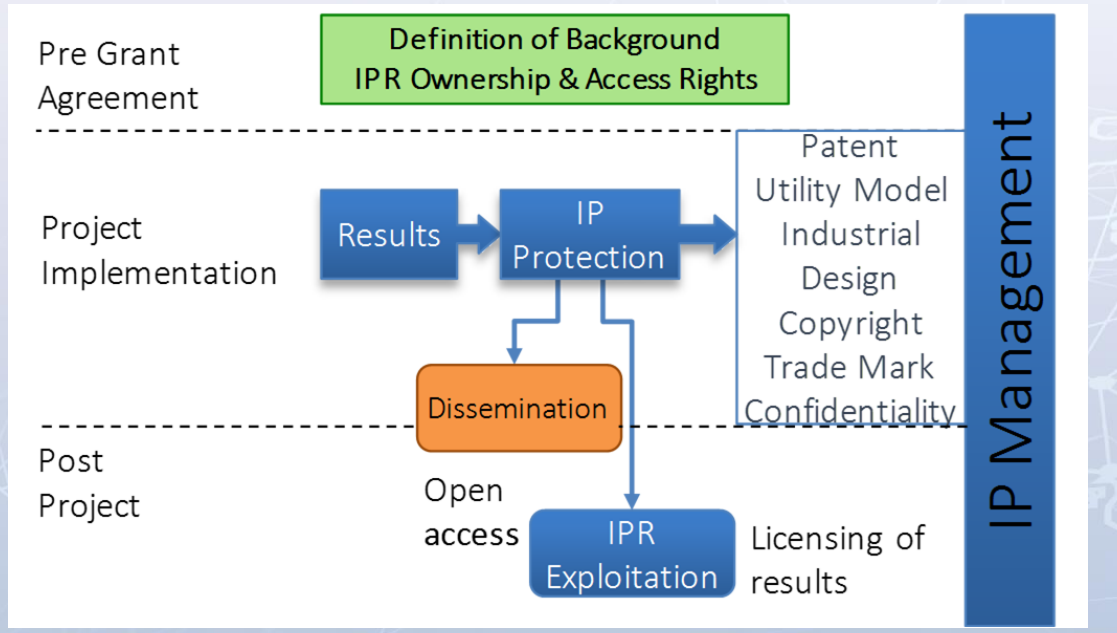 Pre Grant
Agreement
Definition of Background
IPR Ownership & Access Rights
Project
Implementation
Results
IP
Protection
Patent
Utility Model
Industrial
Design
Copyright
Trade Mark
Confidentiality
Dissemination
Post
Project
Open
access
IPR
Exploitation
Licensing of
results
IP Management